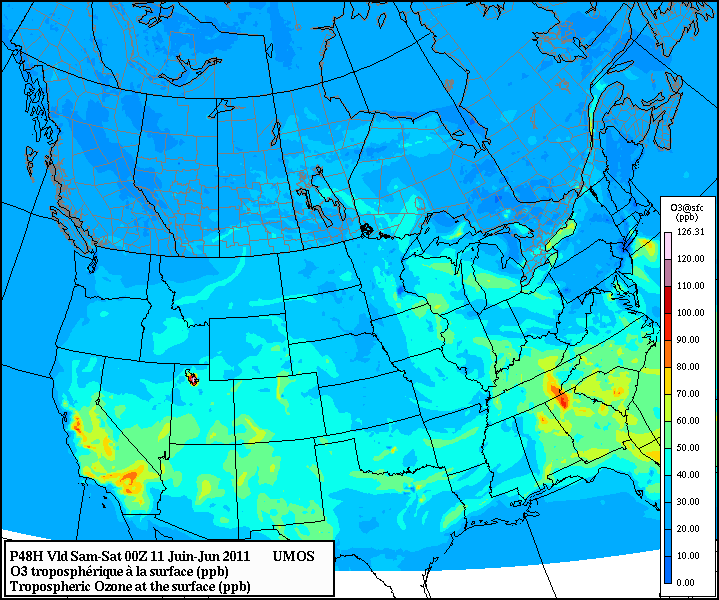 O3@sfc
(ppb)
126.31
120.00
110.00
100.00
90.00
80.00
70.00
60.00
50.00
40.00
30.00
20.00
10.00
0.00
P48H Vld Sam-Sat 00Z 11 Juin-Jun 2011 UMOS
O3 troposphérique à la surface (ppb)
Tropospheric Ozone at the surface (ppb)